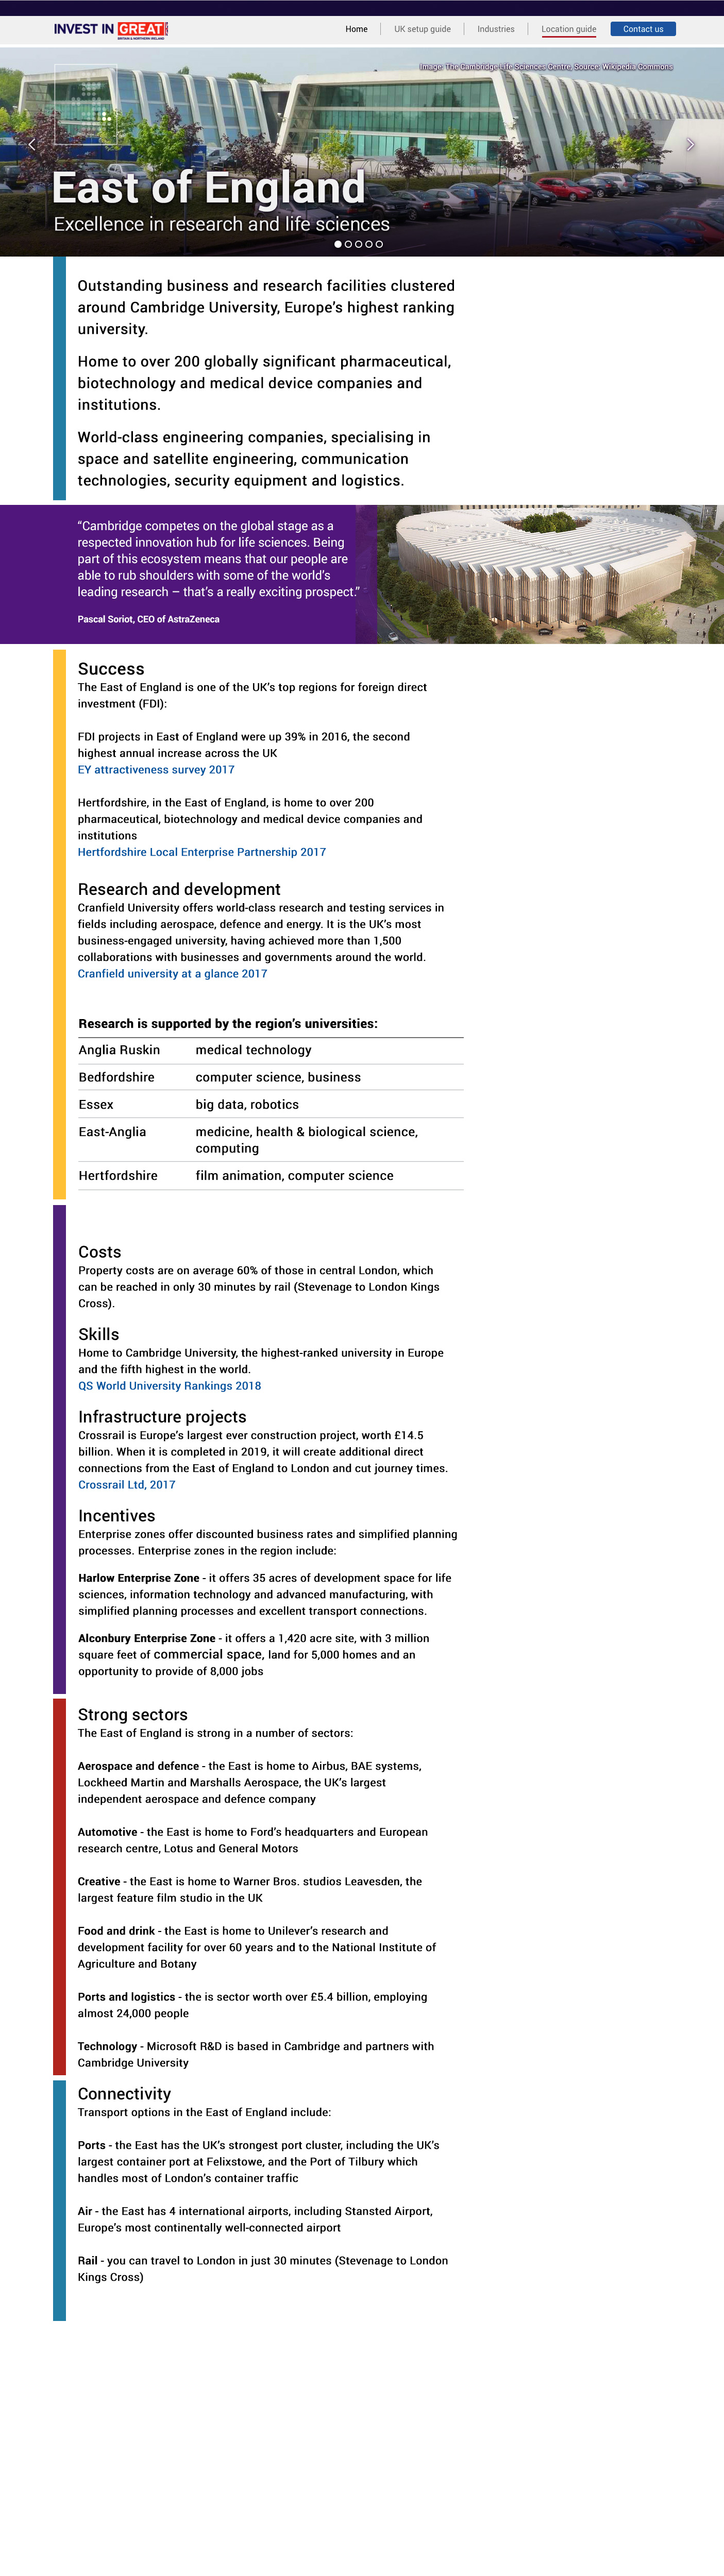 INVEST IN GREAT
BRITAIN & NORTHERN IRELAND
Home
UK setup guide
Industries
Location guide
Contact us
Image: The Cambridge Life Sciences Centre, Source: Wikipedia Commons
East of England
Excellence in research and life sciences
Outstanding business and research facilities clustered
around Cambridge University, Europe's highest ranking
university.
Home to over 200 globally significant pharmaceutical,
biotechnology and medical device companies and
institutions.
World-class engineering companies, specialising in
space and satellite engineering, communication
technologies, security equipment and logistics.
“Cambridge competes on the global stage as a
respected innovation hub for life sciences. Being
part of this ecosystem means that our people are
able to rub shoulders with some of the world's
leading research – that's a really exciting prospect.”
Pascal Soriot, CEO of AstraZeneca
Success
The East of England is one of the UK's top regions for foreign direct
investment (FDI):
FDI projects in East of England were up 39% in 2016, the second
highest annual increase across the UK
EY attractiveness survey 2017
Hertfordshire, in the East of England, is home to over 200
pharmaceutical, biotechnology and medical device companies and
institutions
Hertfordshire Local Enterprise Partnership 2017
Research and development
Cranfield University offers world-class research and testing services in
fields including aerospace, defence and energy. It is the UK's most
business-engaged university, having achieved more than 1,500
collaborations with businesses and governments around the world.
Cranfield university at a glance 2017
Research is supported by the region's universities:
Anglia Ruskin medical technology
Bedfordshire computer science, business
Essex big data, robotics
East-Anglia medicine, health & biological science,
computing
Hertfordshire film animation, computer science
Costs
Property costs are on average 60% of those in central London, which
can be reached in only 30 minutes by rail (Stevenage to London Kings
Cross).
Skills
Home to Cambridge University, the highest-ranked university in Europe
and the fifth highest in the world.
QS World University Rankings 2018
Infrastructure projects
Crossrail is Europe's largest ever construction project, worth £14.5
billion. When it is completed in 2019, it will create additional direct
connections from the East of England to London and cut journey times.
Crossrail Ltd, 2017
Incentives
Enterprise zones offer discounted business rates and simplified planning
processes. Enterprise zones in the region include:
Harlow Enterprise Zone - it offers 35 acres of development space for life
sciences, information technology and advanced manufacturing, with
simplified planning processes and excellent transport connections.
Alconbury Enterprise Zone - it offers a 1,420 acre site, with 3 million
square feet of commercial space, land for 5,000 homes and an
opportunity to provide of 8,000 jobs
Strong sectors
The East of England is strong in a number of sectors:
Aerospace and defence - the East is home to Airbus, BAE systems,
Lockheed Martin and Marshalls Aerospace, the UK's largest
independent aerospace and defence company
Automotive - the East is home to Ford's headquarters and European
research centre, Lotus and General Motors
Creative - the East is home to Warner Bros. studios Leavesden, the
largest feature film studio in the UK
Food and drink - the East is home to Unilever's research and
development facility for over 60 years and to the National Institute of
Agriculture and Botany
Ports and logistics - the is sector worth over £5.4 billion, employing
almost 24,000 people
Technology - Microsoft R&D is based in Cambridge and partners with
Cambridge University
Connectivity
Transport options in the East of England include:
Ports - the East has the UK's strongest port cluster, including the UK's
largest container port at Felixstowe, and the Port of Tilbury which
handles most of London's container traffic
Air - the East has 4 international airports, including Stansted Airport,
Europe's most continentally well-connected airport
Rail - you can travel to London in just 30 minutes (Stevenage to London
Kings Cross)